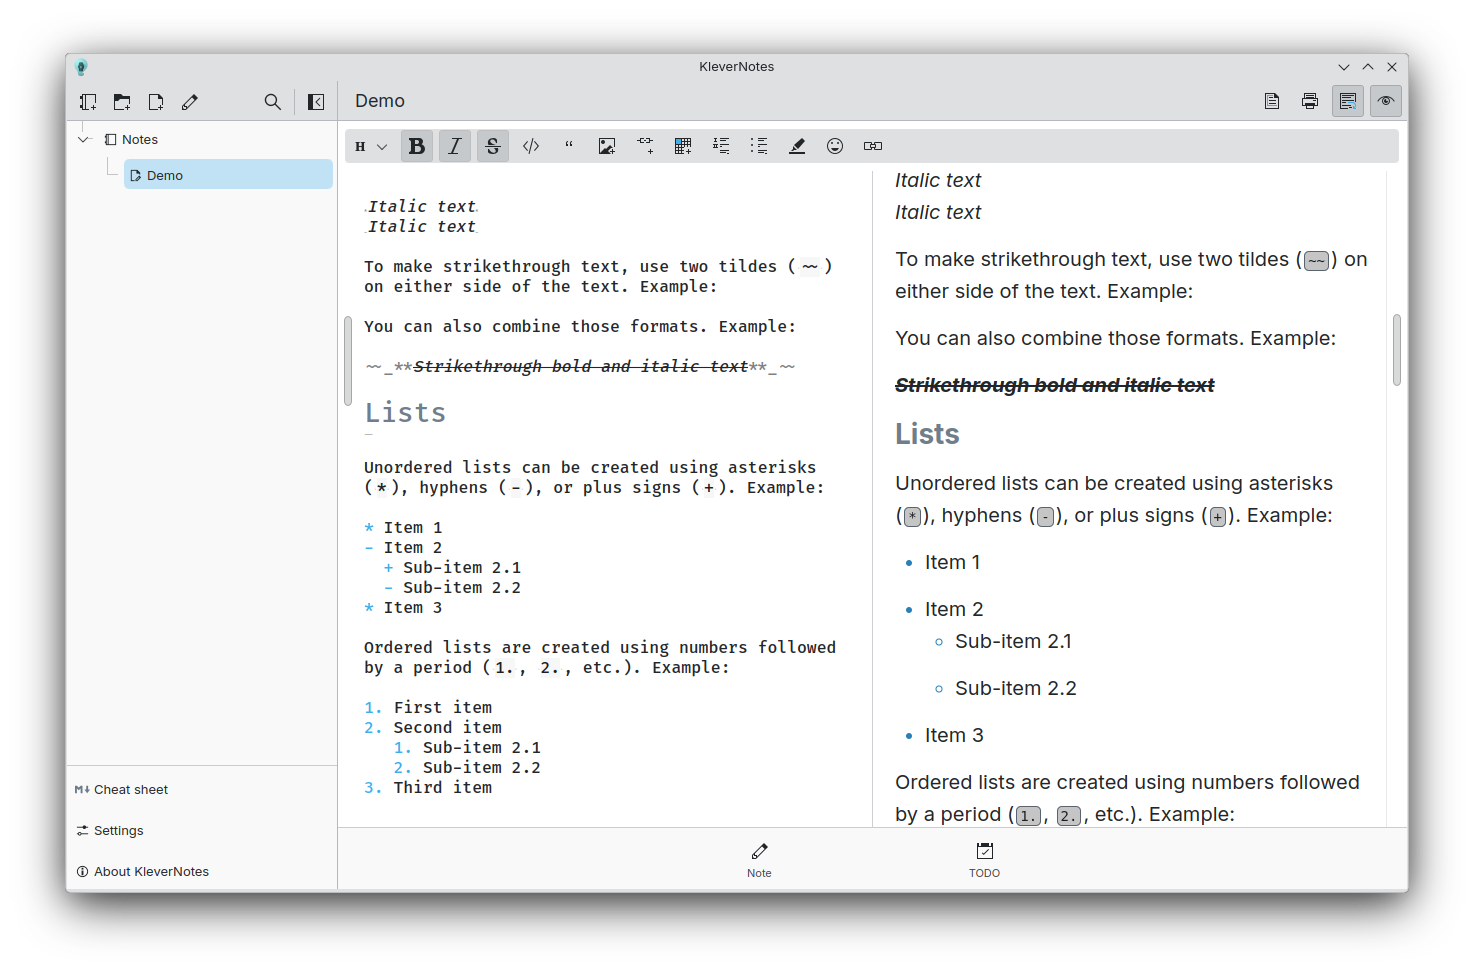 KleverNotes
Demo
Notes
Demo
H B I S
.Italic text.
_Italic text_
To make strikethrough text, use two tildes ( ~~ )
on either side of the text. Example:
You can also combine those formats. Example:
~~_**Strikethrough bold and italic text**_~~
Lists
—
Unordered lists can be created using asterisks
( * ), hyphens ( - ), or plus signs ( + ). Example:
* Item 1
- Item 2
+ Sub-item 2.1
- Sub-item 2.2
* Item 3
Ordered lists are created using numbers followed
by a period ( 1. , 2. , etc.). Example:
1. First item
2. Second item
1. Sub-item 2.1
2. Sub-item 2.2
3. Third item
Italic text
Italic text
To make strikethrough text, use two tildes (~~) on
either side of the text. Example:
You can also combine those formats. Example:
Strikethrough bold and italic text
Lists
Unordered lists can be created using asterisks
(*), hyphens (-), or plus signs (+). Example:
• Item 1
• Item 2
◦ Sub-item 2.1
◦ Sub-item 2.2
• Item 3
Ordered lists are created using numbers followed
by a period (1., 2., etc.). Example:
M↓ Cheat sheet
Settings
About KleverNotes
Note
TODO